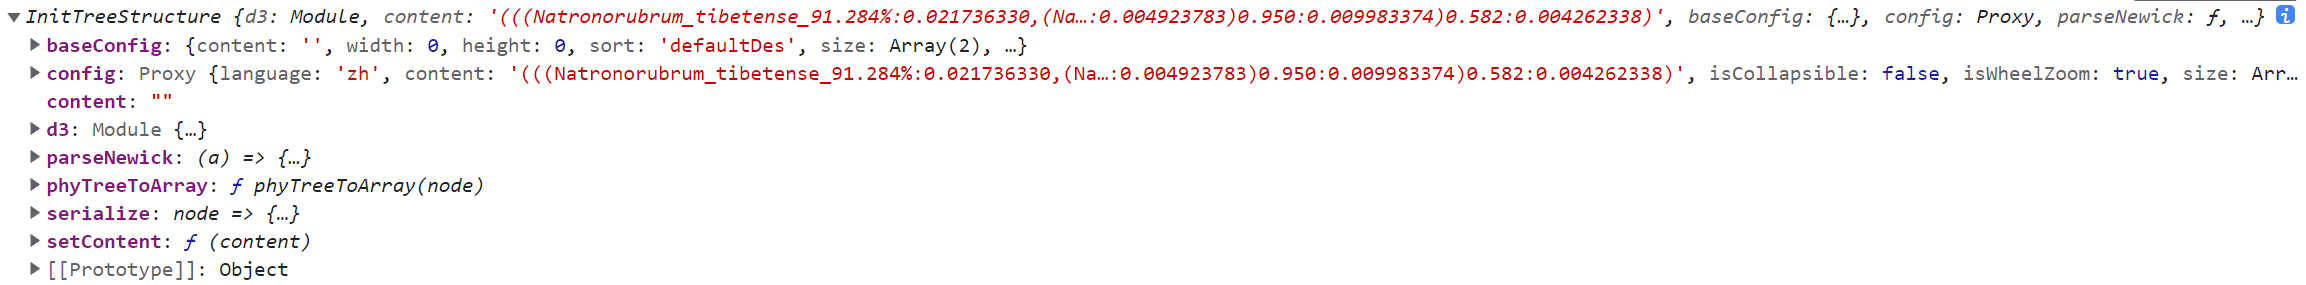 InitTreeStructure {d3: Module, content: '(((Natronorubrum_tibetense_91.284%:0.021736330,(Na…:0.004923783)0.950:0.009983374)0.582:0.004262338)', baseConfig: {…}, config: Proxy, parseNewick: ƒ, …} i
baseConfig: {content: '', width: 0, height: 0, sort: 'defaultDes', size: Array(2), …}
config: Proxy {language: 'zh', content: '(((Natronorubrum_tibetense_91.284%:0.021736330,(Na…:0.004923783)0.950:0.009983374)0.582:0.004262338)', isCollapsible: false, isWheelZoom: true, size: Arr…
content: ""
d3: Module {…}
parseNewick: (a) => {…}
phyTreeToArray: ƒ phyTreeToArray(node)
serialize: node => {…}
setContent: ƒ (content)
[[Prototype]]: Object